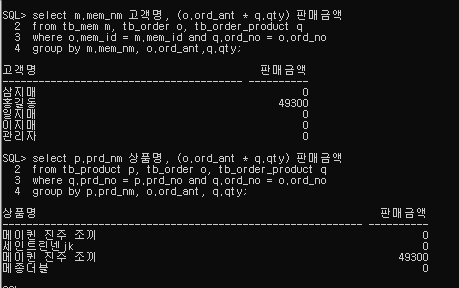 SQL> select m.mem_nm 고객명, (o.ord_ant * q.qty) 판매금액
2 from tb_mem m, tb_order o, tb_order_product q
3 where o.mem_id = m.mem_id and q.ord_no = o.ord_no
4 group by m.mem_nm, o.ord_ant,q.qty;
고객명 판매금액
---------------------------------------- ----------
삼지매 0
홍길동 49300
일지매 0
이지매 0
관리자 0
SQL> select p.prd_nm 상품명, (o.ord_ant * q.qty) 판매금액
2 from tb_product p, tb_order o, tb_order_product q
3 where q.prd_no = p.prd_no and q.ord_no = o.ord_no
4 group by p.prd_nm, o.ord_ant, q.qty;
상품명 판매금액
------------------------------------------------------------ ----------
메이퀸 진주 조끼 0
세인트린넨jk 0
메이퀸 진주 조끼 49300
메종더블 0